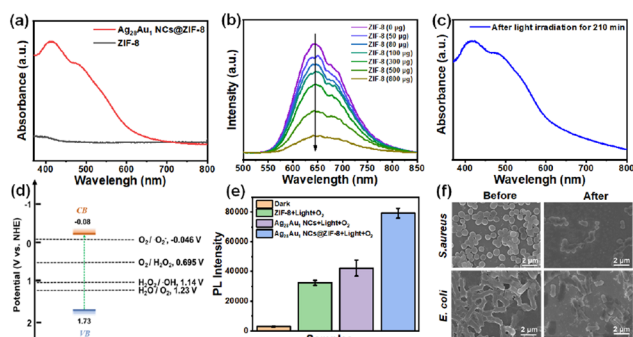 (a)
Ag₂₈Au₁ NCs@ZIF-8
ZIF-8
Absorbance (a.u.)
400 500 600 700 800
Wavelength (nm)
(b)
ZIF-8 (0 μg)
ZIF-8 (50 μg)
ZIF-8 (80 μg)
ZIF-8 (100 μg)
ZIF-8 (300 μg)
ZIF-8 (500 μg)
ZIF-8 (800 μg)
Intensity (a.u.)
500 550 600 650 700 750 800 850
Wavelength (nm)
(c)
After light irradiation for 210 min
Absorbance (a.u.)
400 500 600 700 800
Wavelength (nm)
(d)
Potential (V vs. NHE)
-1
0
1
2
CB
-0.08
O₂/ O₂⁻, -0.046 V
O₂/ H₂O₂, 0.695 V
H₂O₂/ ·OH, 1.14 V
H₂O/ O₂, 1.23 V
1.73
VB
(e)
Dark
ZIF-8+Light+O₂
Ag₂₈Au₁ NCs+Light+O₂
Ag₂₈Au₁ NCs@ZIF-8+Light+O₂
PL Intensity
80000
60000
40000
20000
0
(f)
Before After
S.aureus
2 μm 2 μm
E. coli
2 μm 2 μm